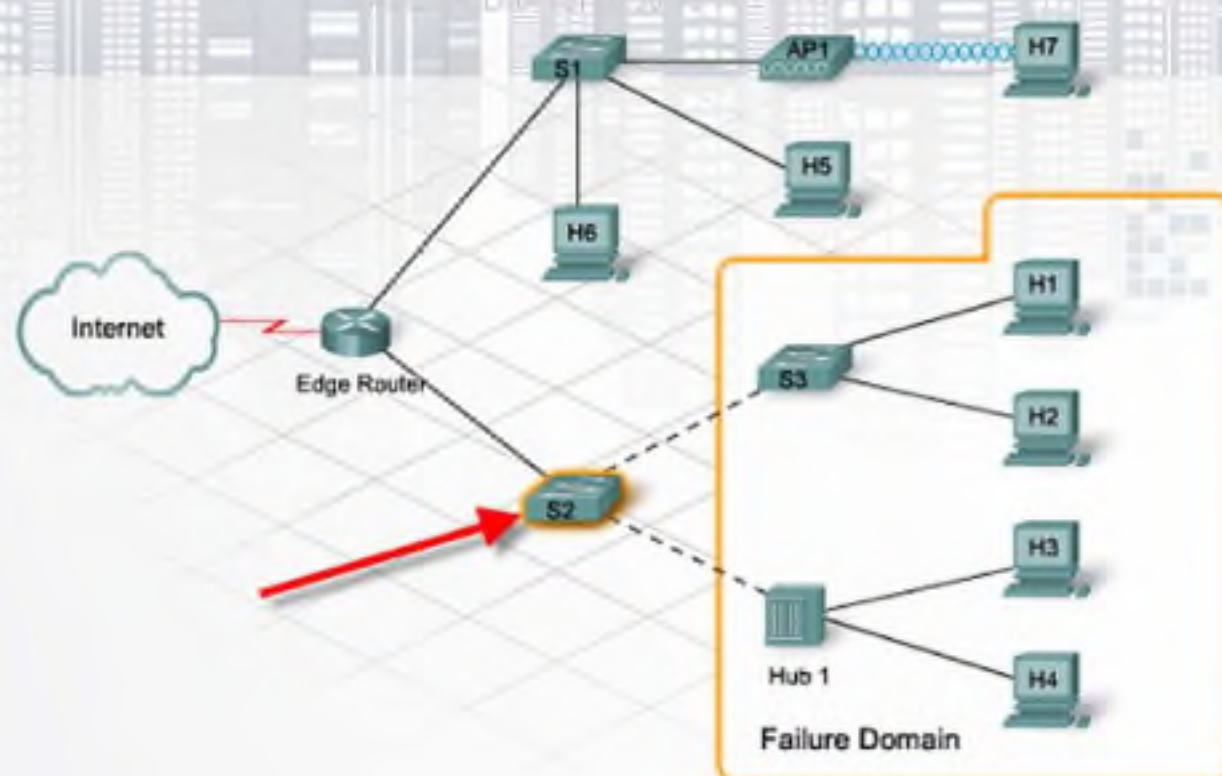 S1
AP1
H7
H5
H6
H1
Internet
Edge Router
S3
H2
S2
H3
Hub 1
H4
Failure Domain